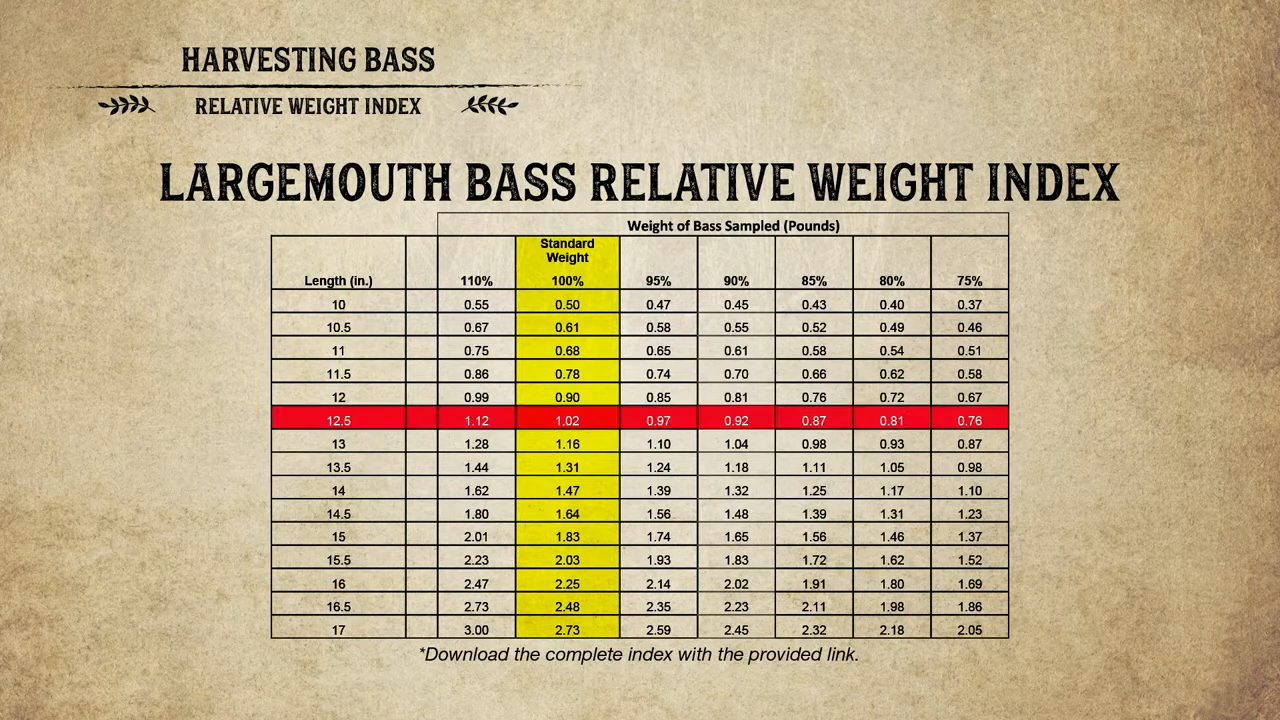 HARVESTING BASS
RELATIVE WEIGHT INDEX
LARGEMOUTH BASS RELATIVE WEIGHT INDEX
Weight of Bass Sampled (Pounds)
Standard
Weight
Length (in.) 110% 100% 95% 90% 85% 80% 75%
10 0.55 0.50 0.47 0.45 0.43 0.40 0.37
10.5 0.67 0.61 0.58 0.55 0.52 0.49 0.46
11 0.75 0.68 0.65 0.61 0.58 0.54 0.51
11.5 0.86 0.78 0.74 0.70 0.66 0.62 0.58
12 0.99 0.90 0.85 0.81 0.76 0.72 0.67
12.5 1.12 1.02 0.97 0.92 0.87 0.81 0.76
13 1.28 1.16 1.10 1.04 0.98 0.93 0.87
13.5 1.44 1.31 1.24 1.18 1.11 1.05 0.98
14 1.62 1.47 1.39 1.32 1.25 1.17 1.10
14.5 1.80 1.64 1.56 1.48 1.39 1.31 1.23
15 2.01 1.83 1.74 1.65 1.56 1.46 1.37
15.5 2.23 2.03 1.93 1.83 1.72 1.62 1.52
16 2.47 2.25 2.14 2.02 1.91 1.80 1.69
16.5 2.73 2.48 2.35 2.23 2.11 1.98 1.86
17 3.00 2.73 2.59 2.45 2.32 2.18 2.05
*Download the complete index with the provided link.